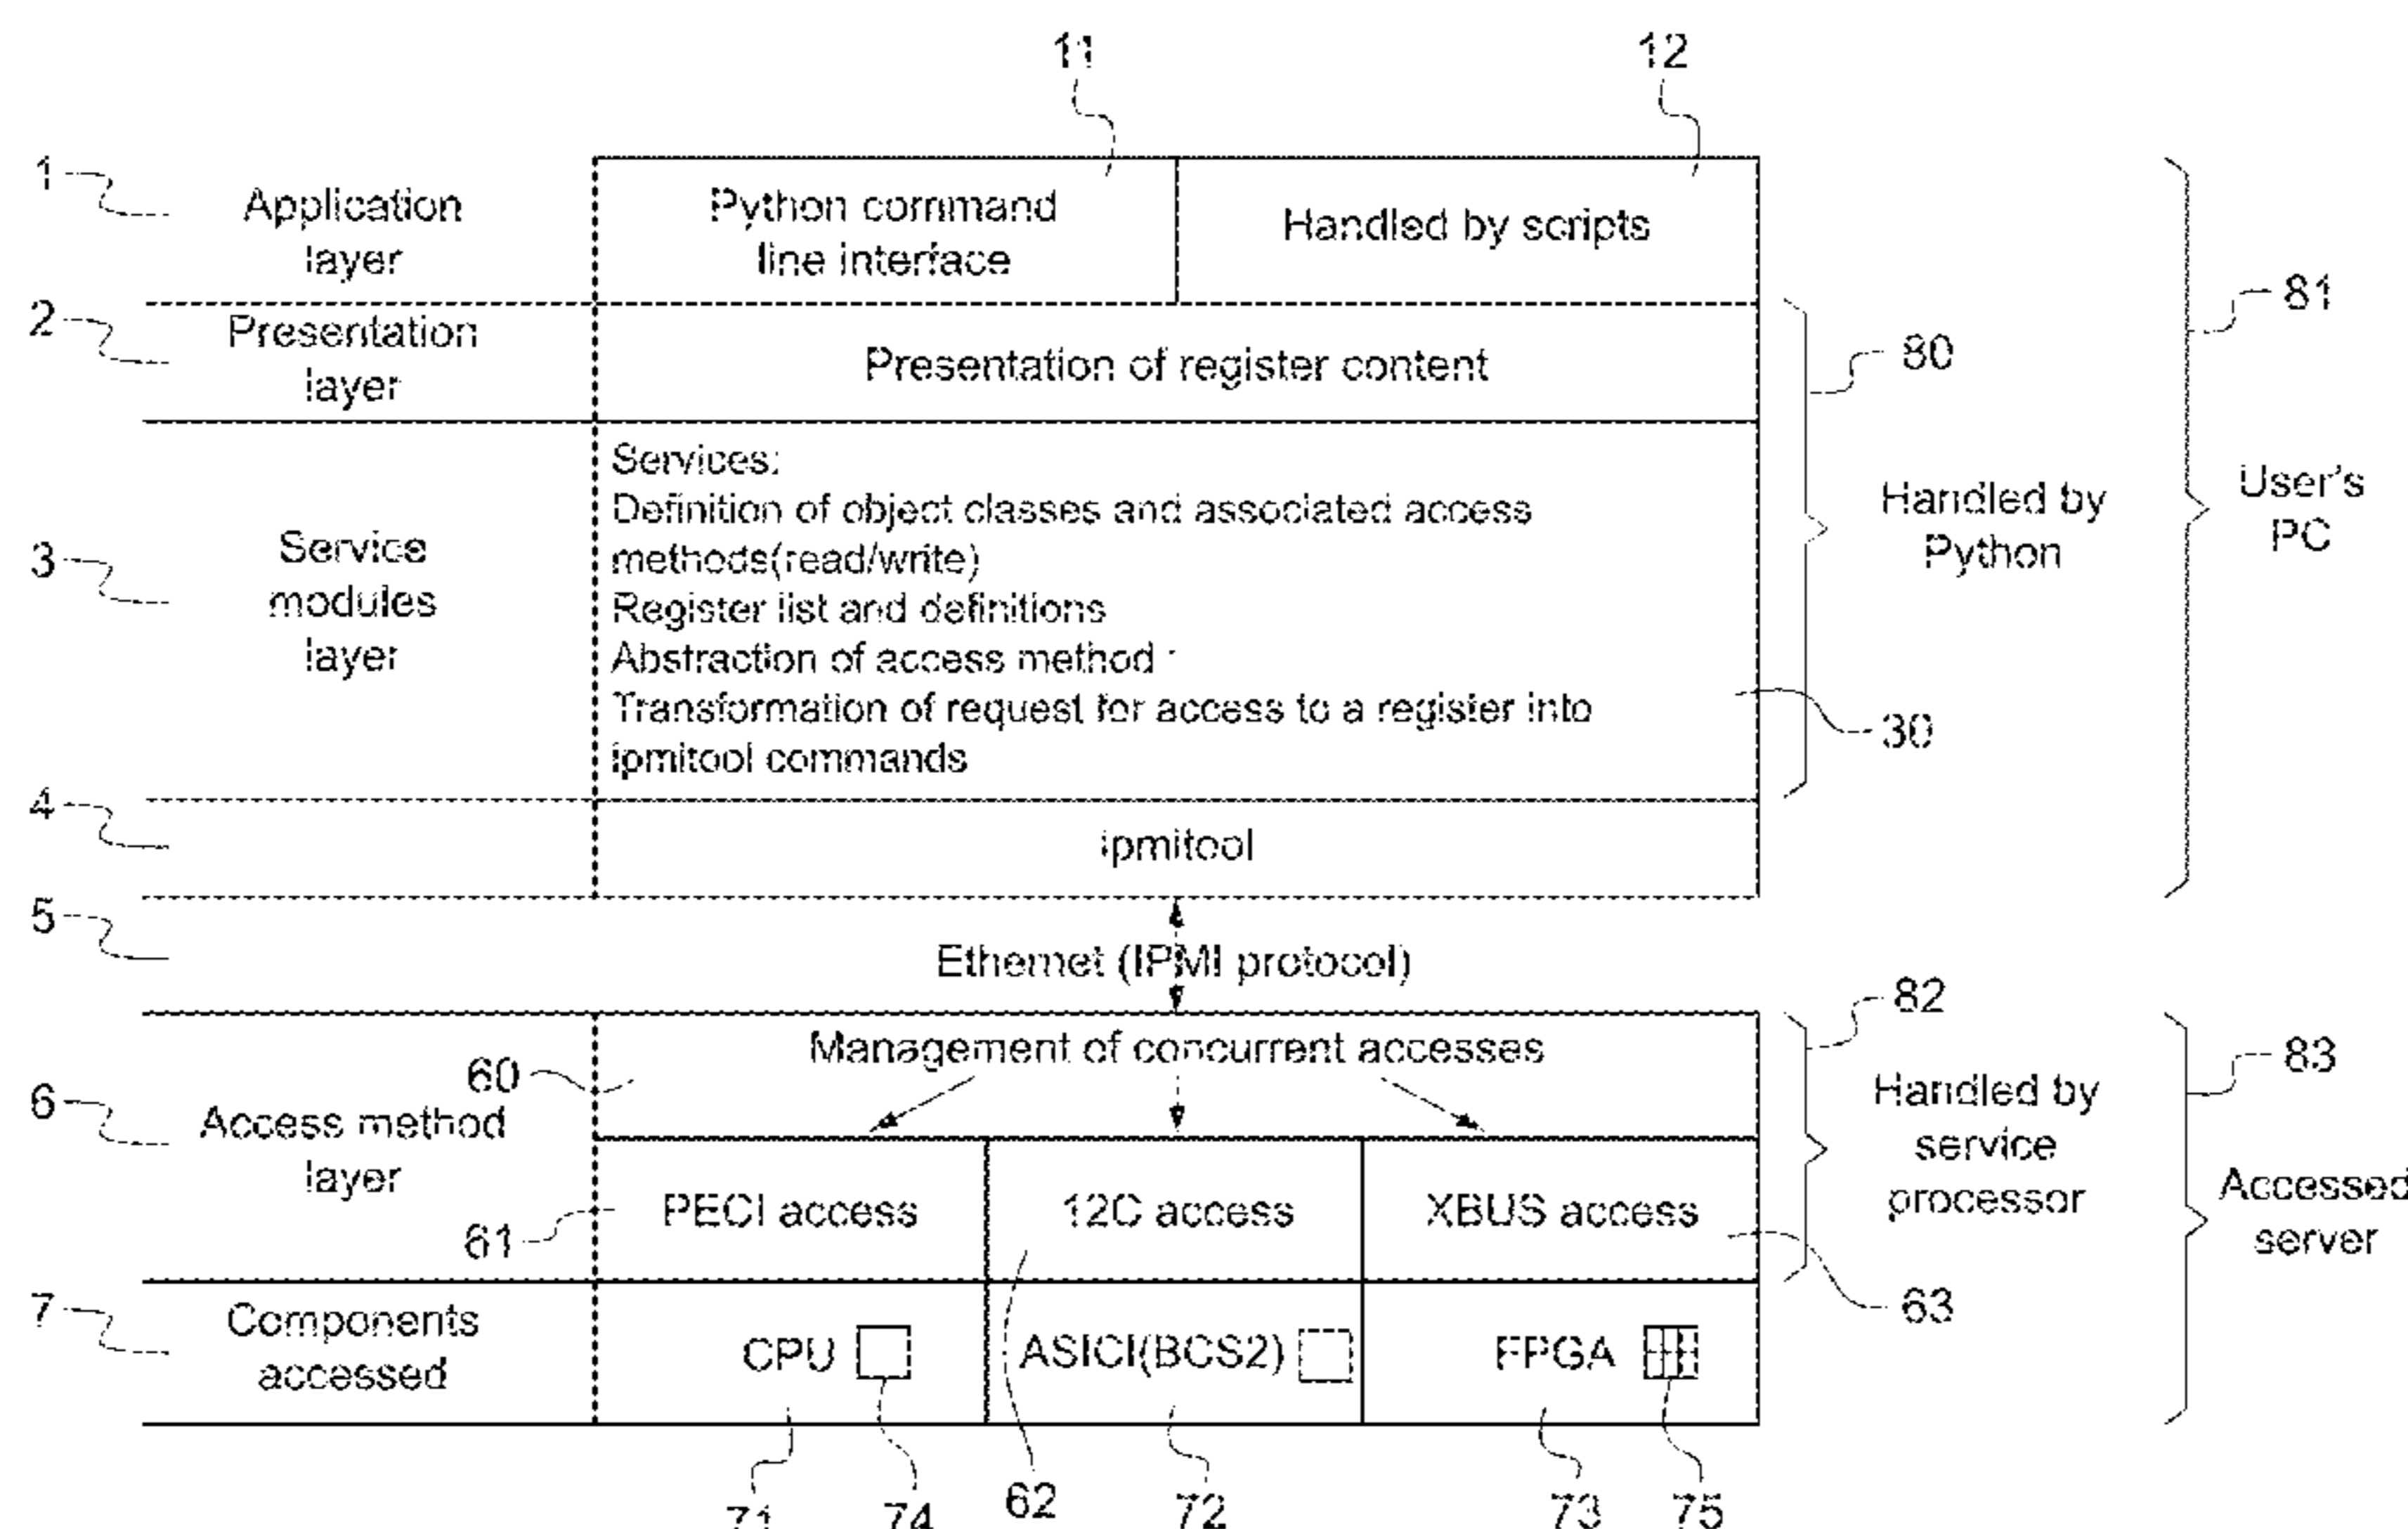 11
12
1
Application
layer
Python command
line interface
Handled by scripts
2
Presentation
layer
Presentation of register content
80
81
Services:
Definition of object classes and associated access
methods(read/write)
Register list and definitions
Abstraction of access method :
Transformation of request for access to a register into
ipmitool commands
3
Service
modules
layer
Handled by
Python
User's
PC
30
4
ipmitool
5
Ethernet (IPMI protocol)
82
83
60
Management of concurrent accesses
6
Access method
layer
Handled by
service
processor
Accessed
server
61
PECI access
12C access
XBUS access
63
7
Components
accessed
CPU
ASICI(BCS2)
FPGA
71
74
62
72
73
75